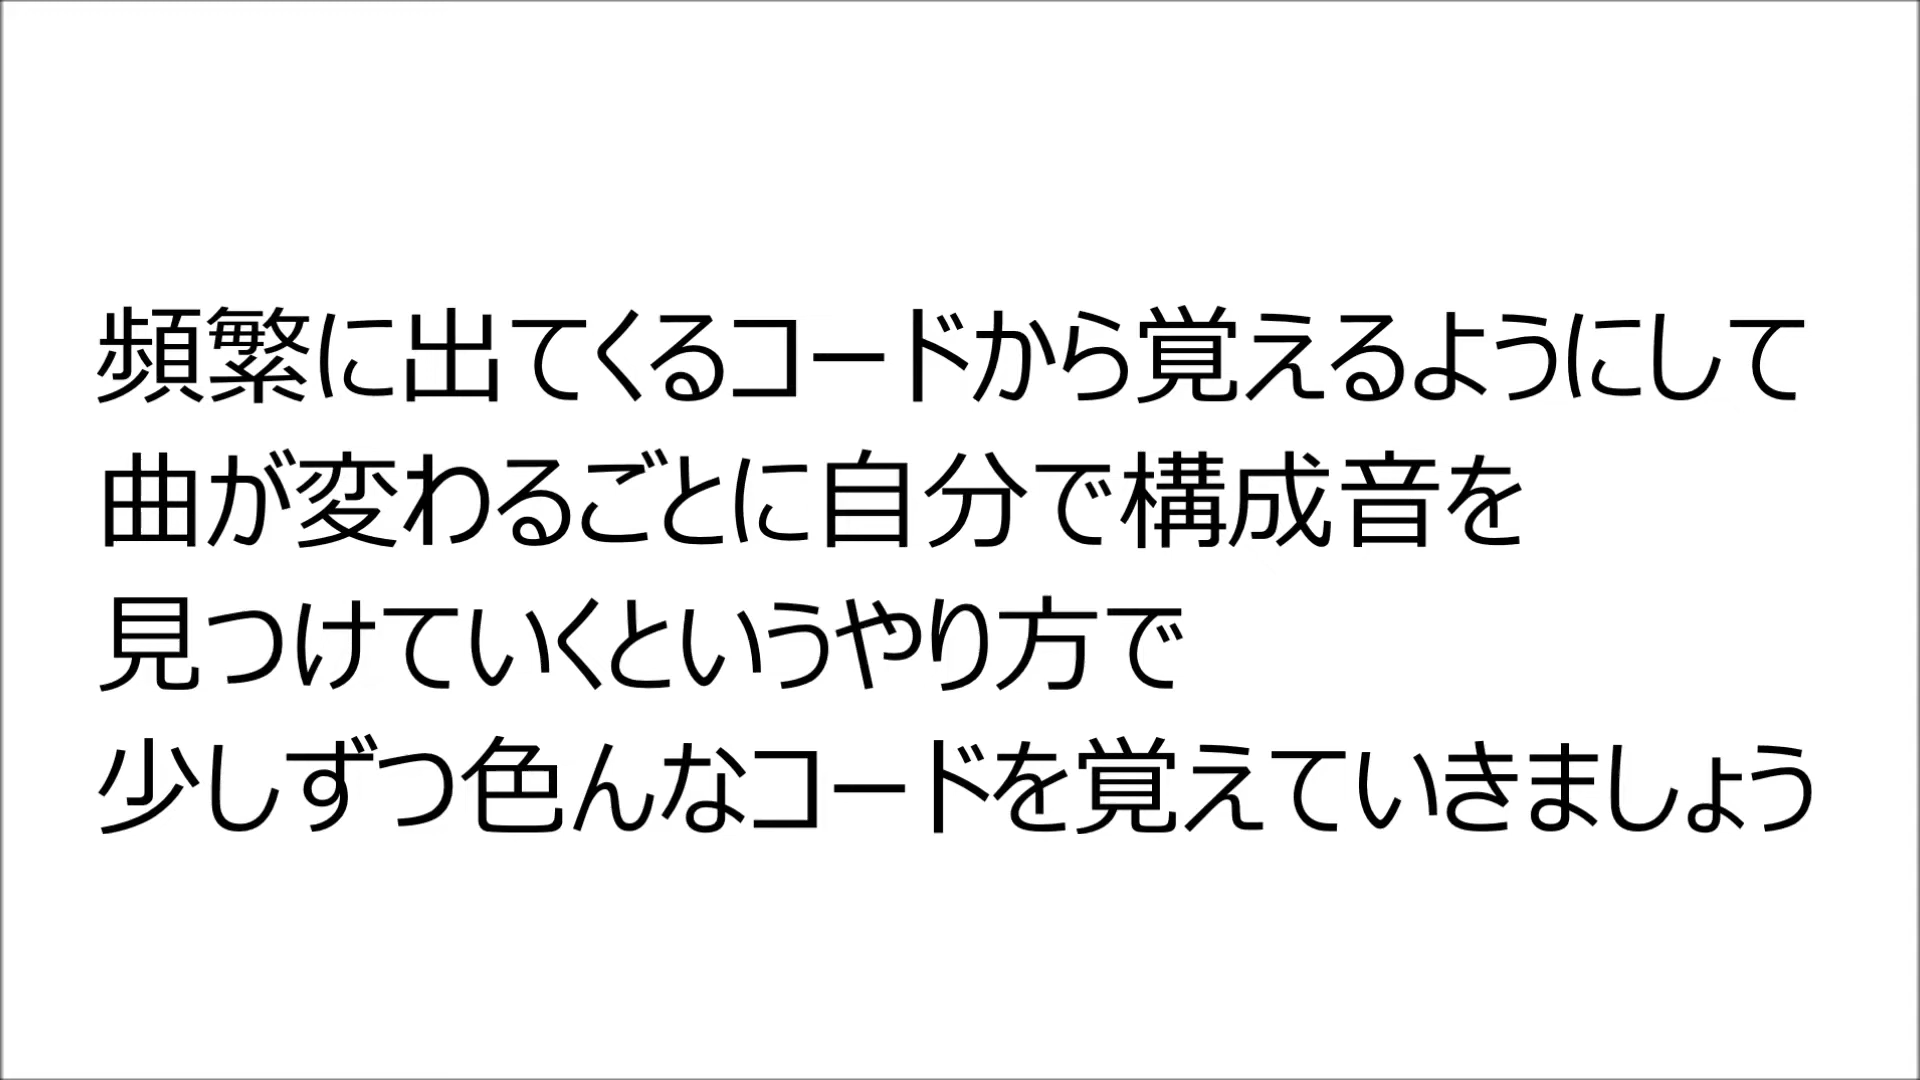 頻繁に出てくるコードから覚えるようにして
曲が変わるごとに自分で構成音を
見つけていくというやり方で
少しずつ色んなコードを覚えていきましょう